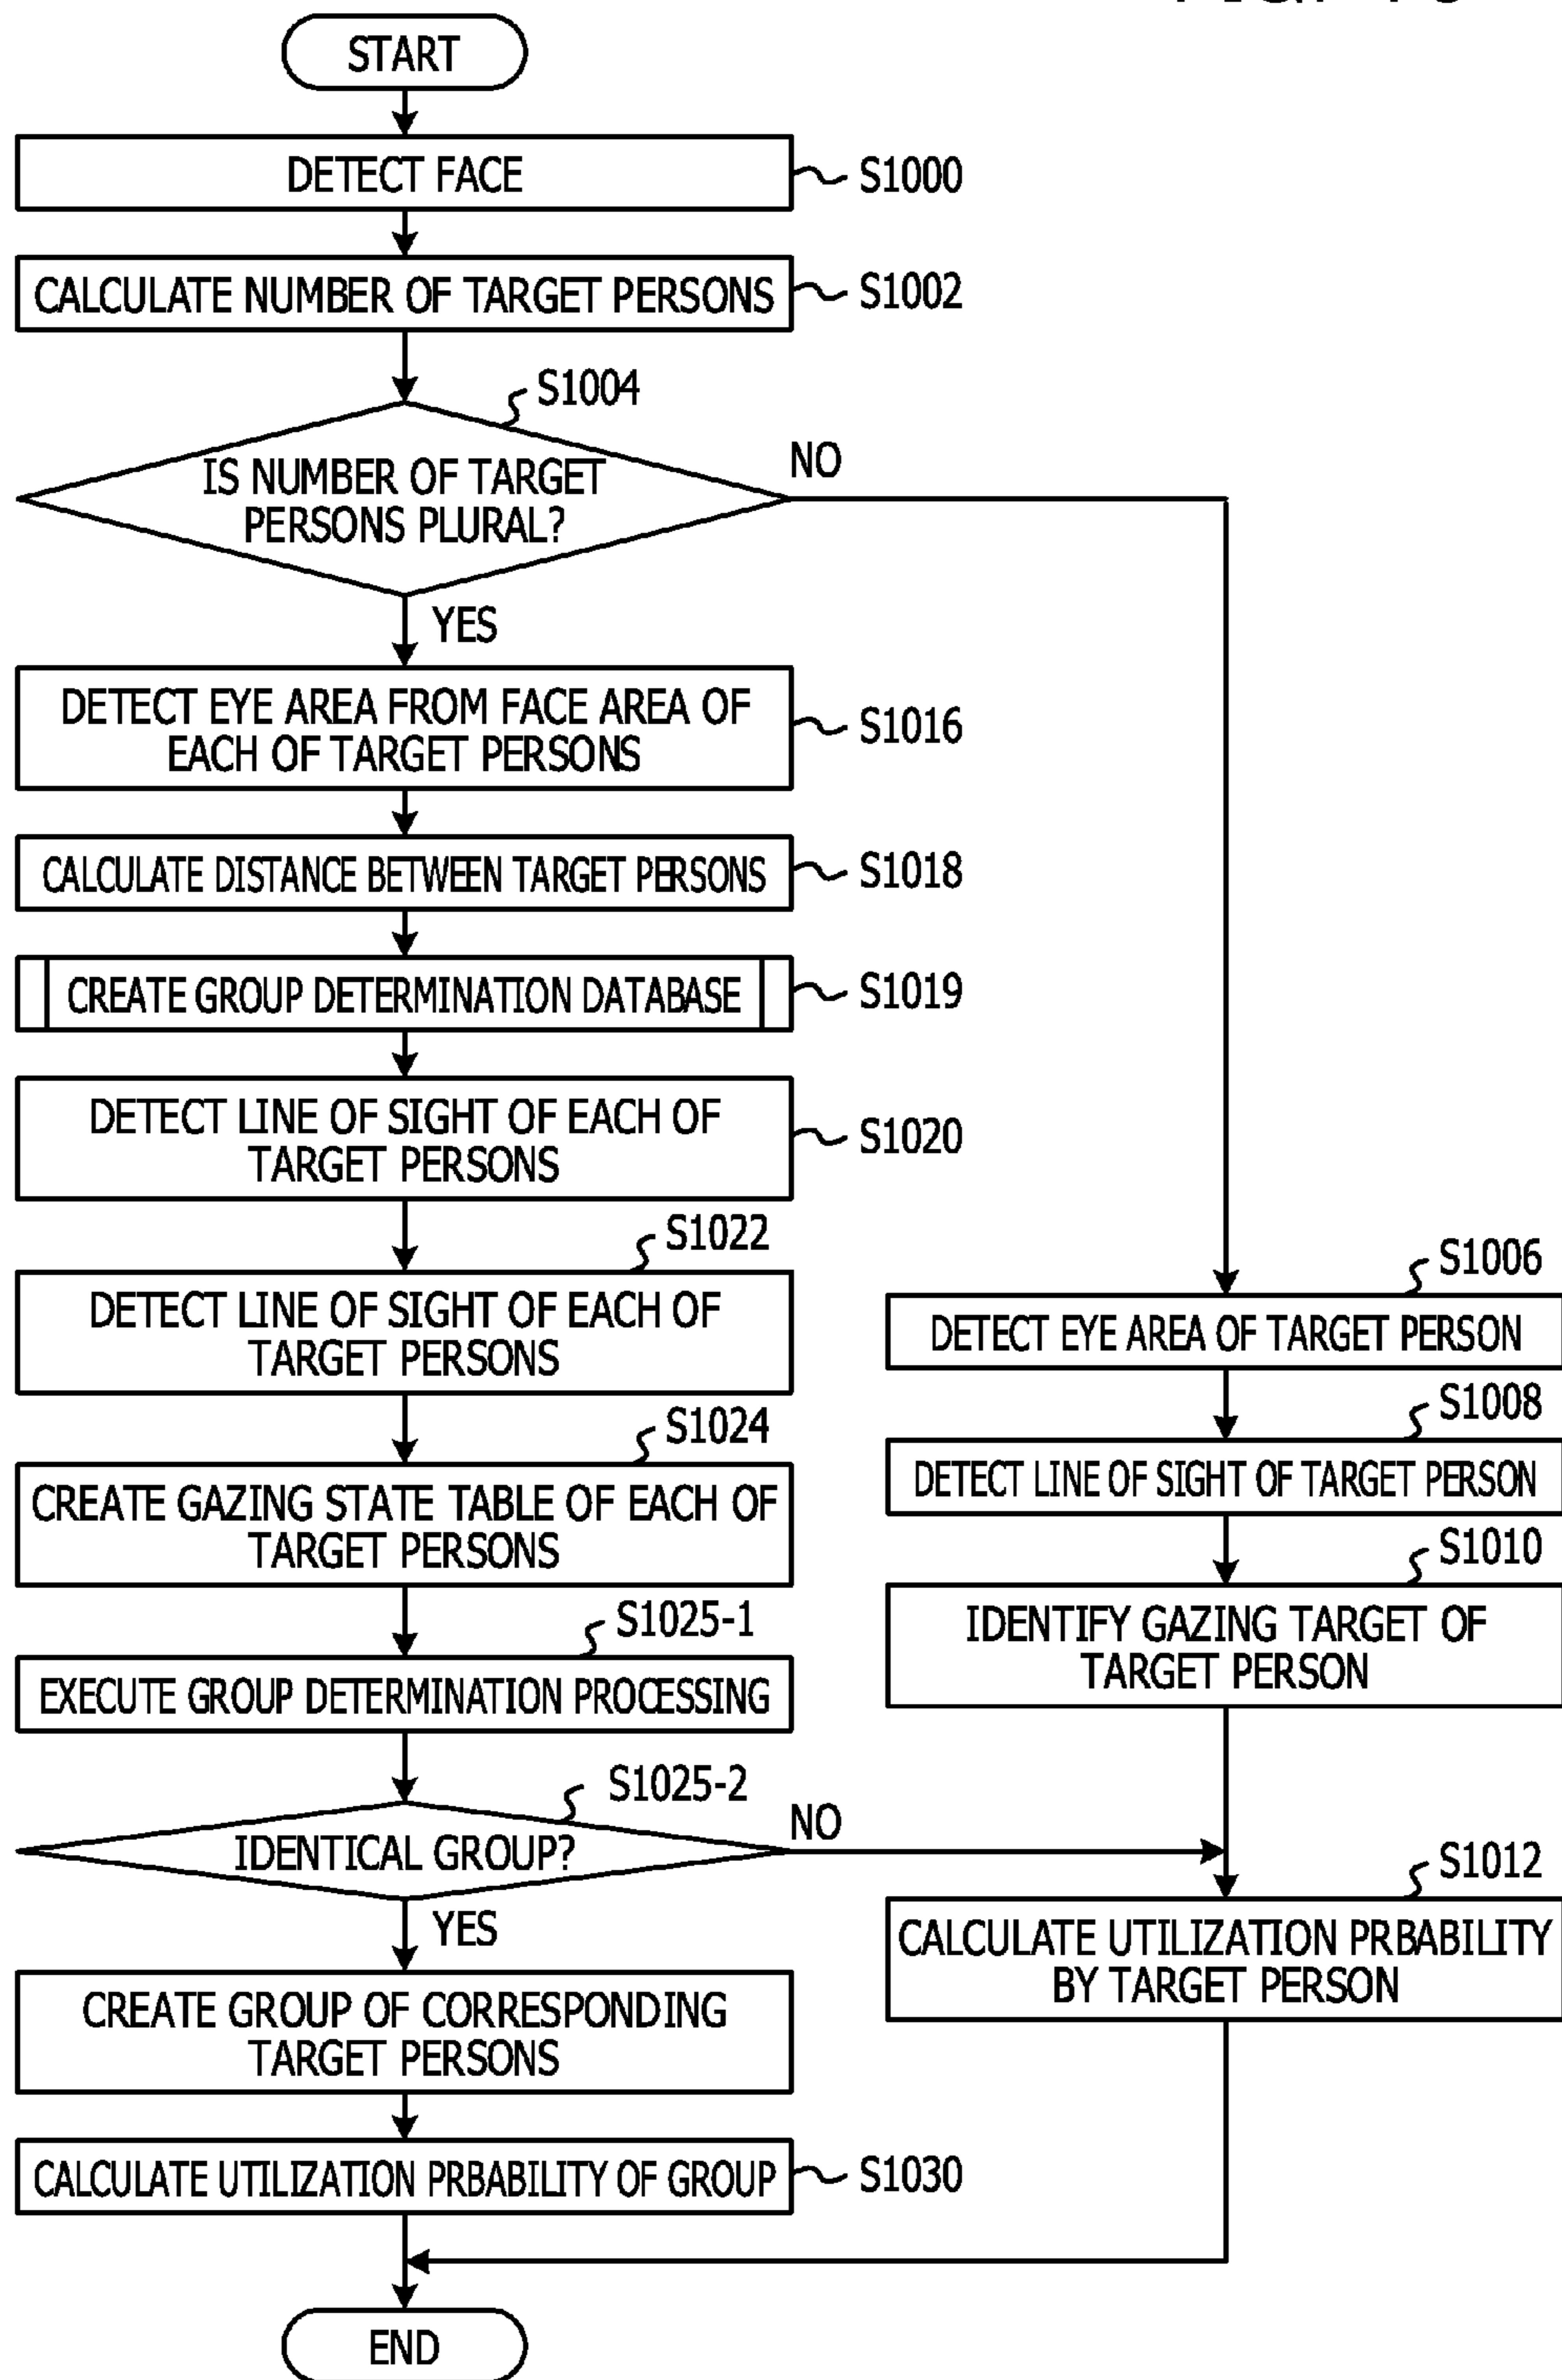 START
DETECT FACE
S1000
CALCULATE NUMBER OF TARGET PERSONS
S1002
S1004
IS NUMBER OF TARGET
PERSONS PLURAL?
NO
YES
DETECT EYE AREA FROM FACE AREA OF
EACH OF TARGET PERSONS
S1016
CALCULATE DISTANCE BETWEEN TARGET PERSONS
S1018
CREATE GROUP DETERMINATION DATABASE
S1019
DETECT LINE OF SIGHT OF EACH OF
TARGET PERSONS
S1020
S1022
DETECT LINE OF SIGHT OF EACH OF
TARGET PERSONS
S1024
CREATE GAZING STATE TABLE OF EACH OF
TARGET PERSONS
S1025-1
EXECUTE GROUP DETERMINATION PROCESSING
S1025-2
IDENTICAL GROUP?
NO
YES
CREATE GROUP OF CORRESPONDING
TARGET PERSONS
CALCULATE UTILIZATION PRBABILITY OF GROUP
S1030
S1006
DETECT EYE AREA OF TARGET PERSON
S1008
DETECT LINE OF SIGHT OF TARGET PERSON
S1010
IDENTIFY GAZING TARGET OF
TARGET PERSON
S1012
CALCULATE UTILIZATION PRBABILITY
BY TARGET PERSON
END